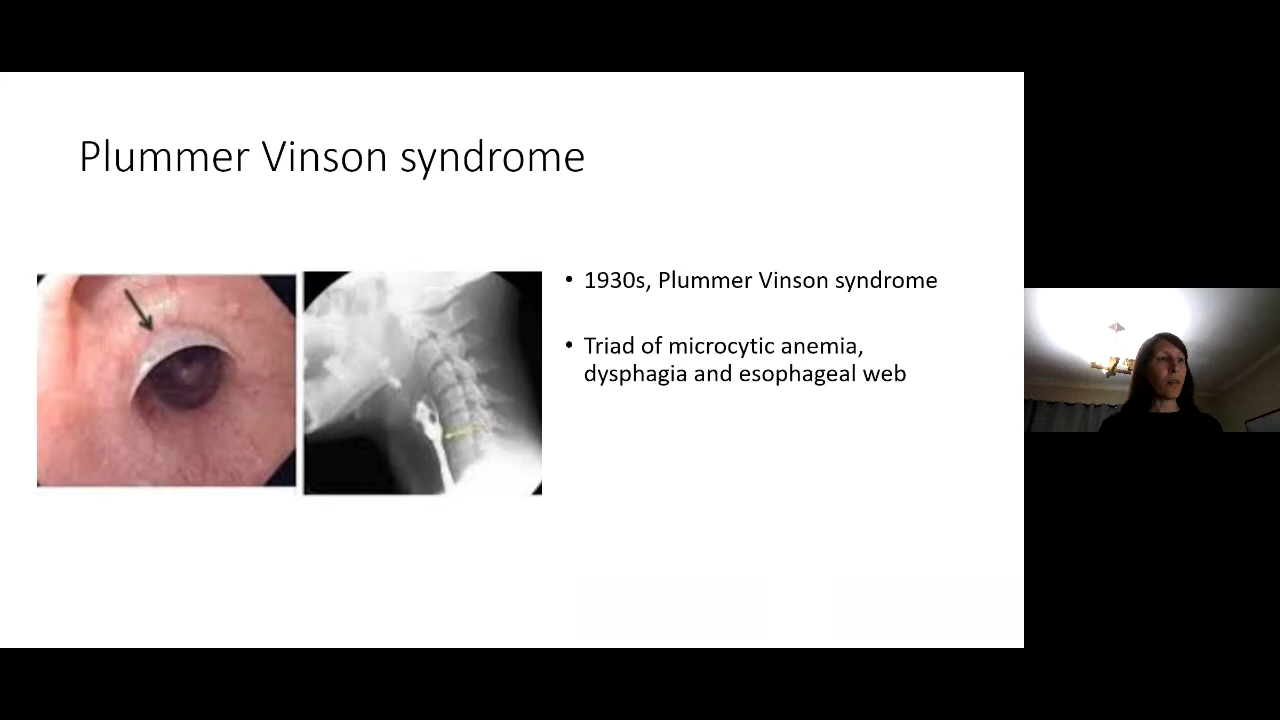 Plummer Vinson syndrome
• 1930s, Plummer Vinson syndrome
• Triad of microcytic anemia,
dysphagia and esophageal web